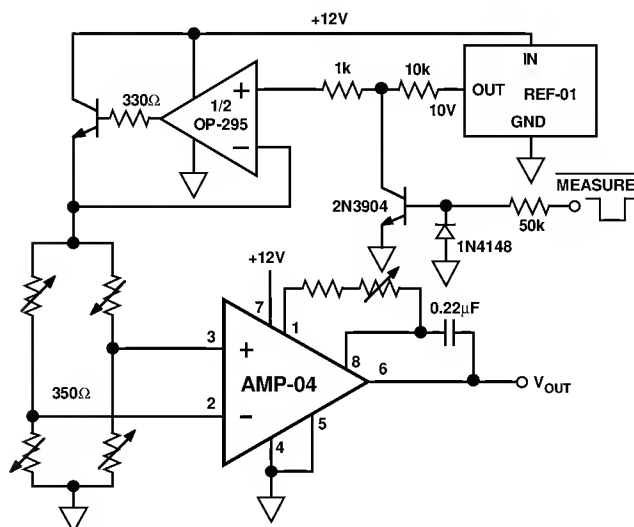 +12V
1k
10k
IN
OUT
REF-01
10V
GND
330Ω
+
1/2
OP-295
−
MEASURE
2N3904
50k
1N4148
+12V
7
1
0.22µF
3
+
8
6
AMP-04
VOUT
350Ω
2
−
5
4